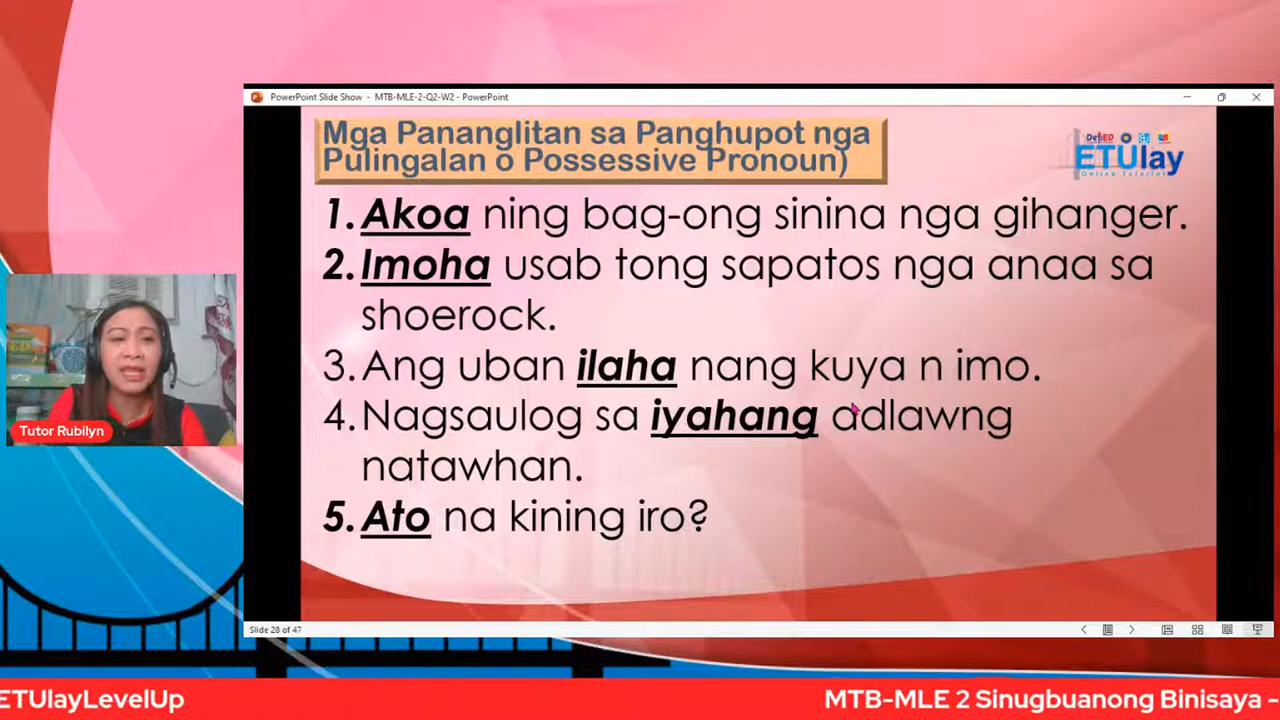 PowerPoint Slide Show - MTB-MLE-2-Q2-W2 - PowerPoint
Mga Pananglitan sa Panghupot nga
Pulingalan o Possessive Pronoun)
DepED
ETUlay
Online Tutorial
1. Akoa ning bag-ong sinina nga gihanger.
2. Imoha usab tong sapatos nga anaa sa
shoerock.
3. Ang uban ilaha nang kuya n imo.
4. Nagsaulog sa iyahang adlawng
natawhan.
5. Ato na kining iro?
Tutor Rubilyn
Slide 28 of 47
ETUlayLevelUp
MTB-MLE 2 Sinugbuanong Binisaya -